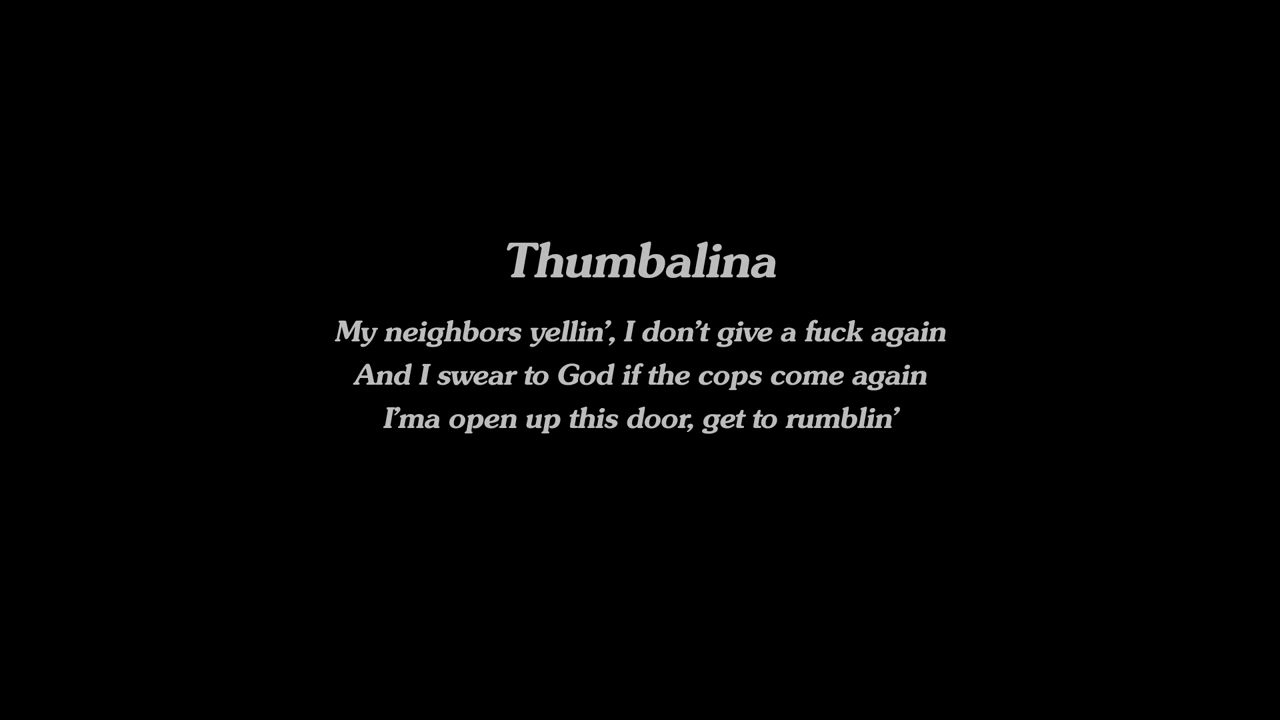 Thumbalina
My neighbors yellin’, I don’t give a fuck again
And I swear to God if the cops come again
I’ma open up this door, get to rumblin’